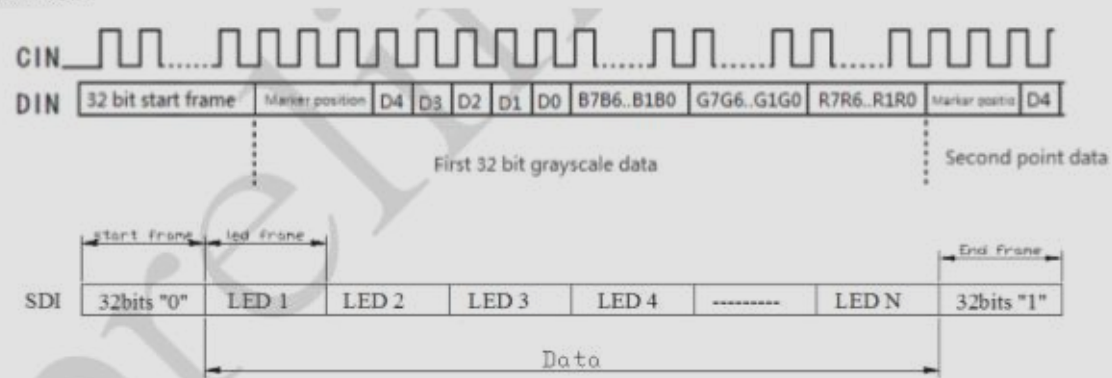 CIN
DIN 32 bit start frame Marker position D4 D3 D2 D1 D0 B7B6..B1B0 G7G6..G1G0 R7R6..R1R0 Marker positio D4
First 32 bit grayscale data
Second point data
start frame led frame End frame
SDI 32bits "0" LED 1 LED 2 LED 3 LED 4 --------- LED N 32bits "1"
Data